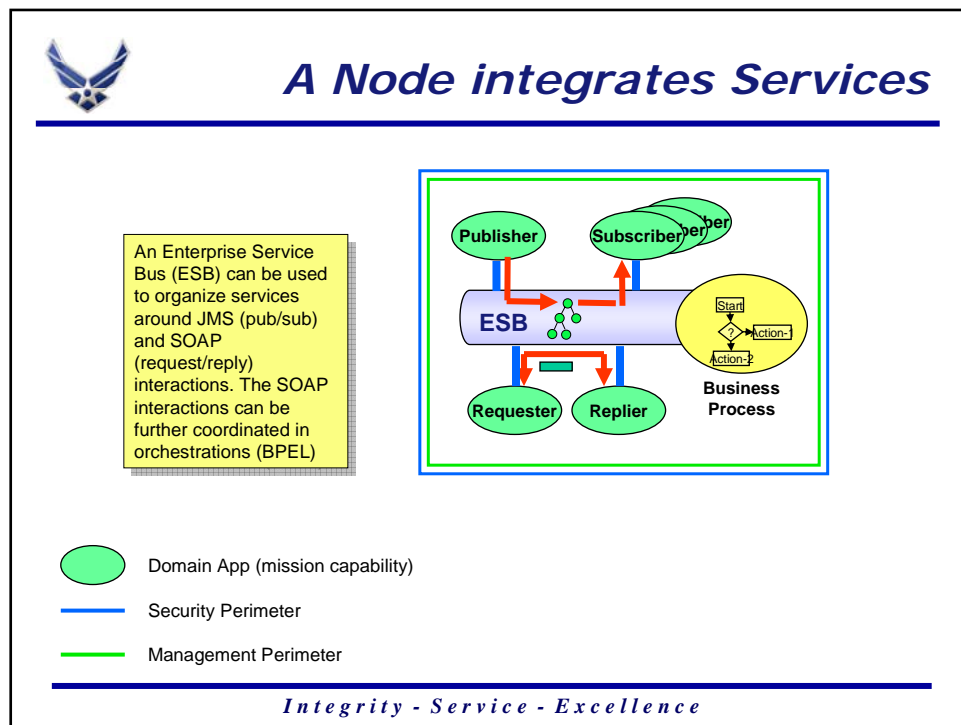 A Node integrates Services
An Enterprise Service
Bus (ESB) can be used
to organize services
around JMS (pub/sub)
and SOAP
(request/reply)
interactions. The SOAP
interactions can be
further coordinated in
orchestrations (BPEL)
Publisher
Subscriber
ber
ber
ESB
Start
?
Action-1
Action-2
Business
Process
Requester
Replier
Domain App (mission capability)
Security Perimeter
Management Perimeter
Integrity - Service - Excellence